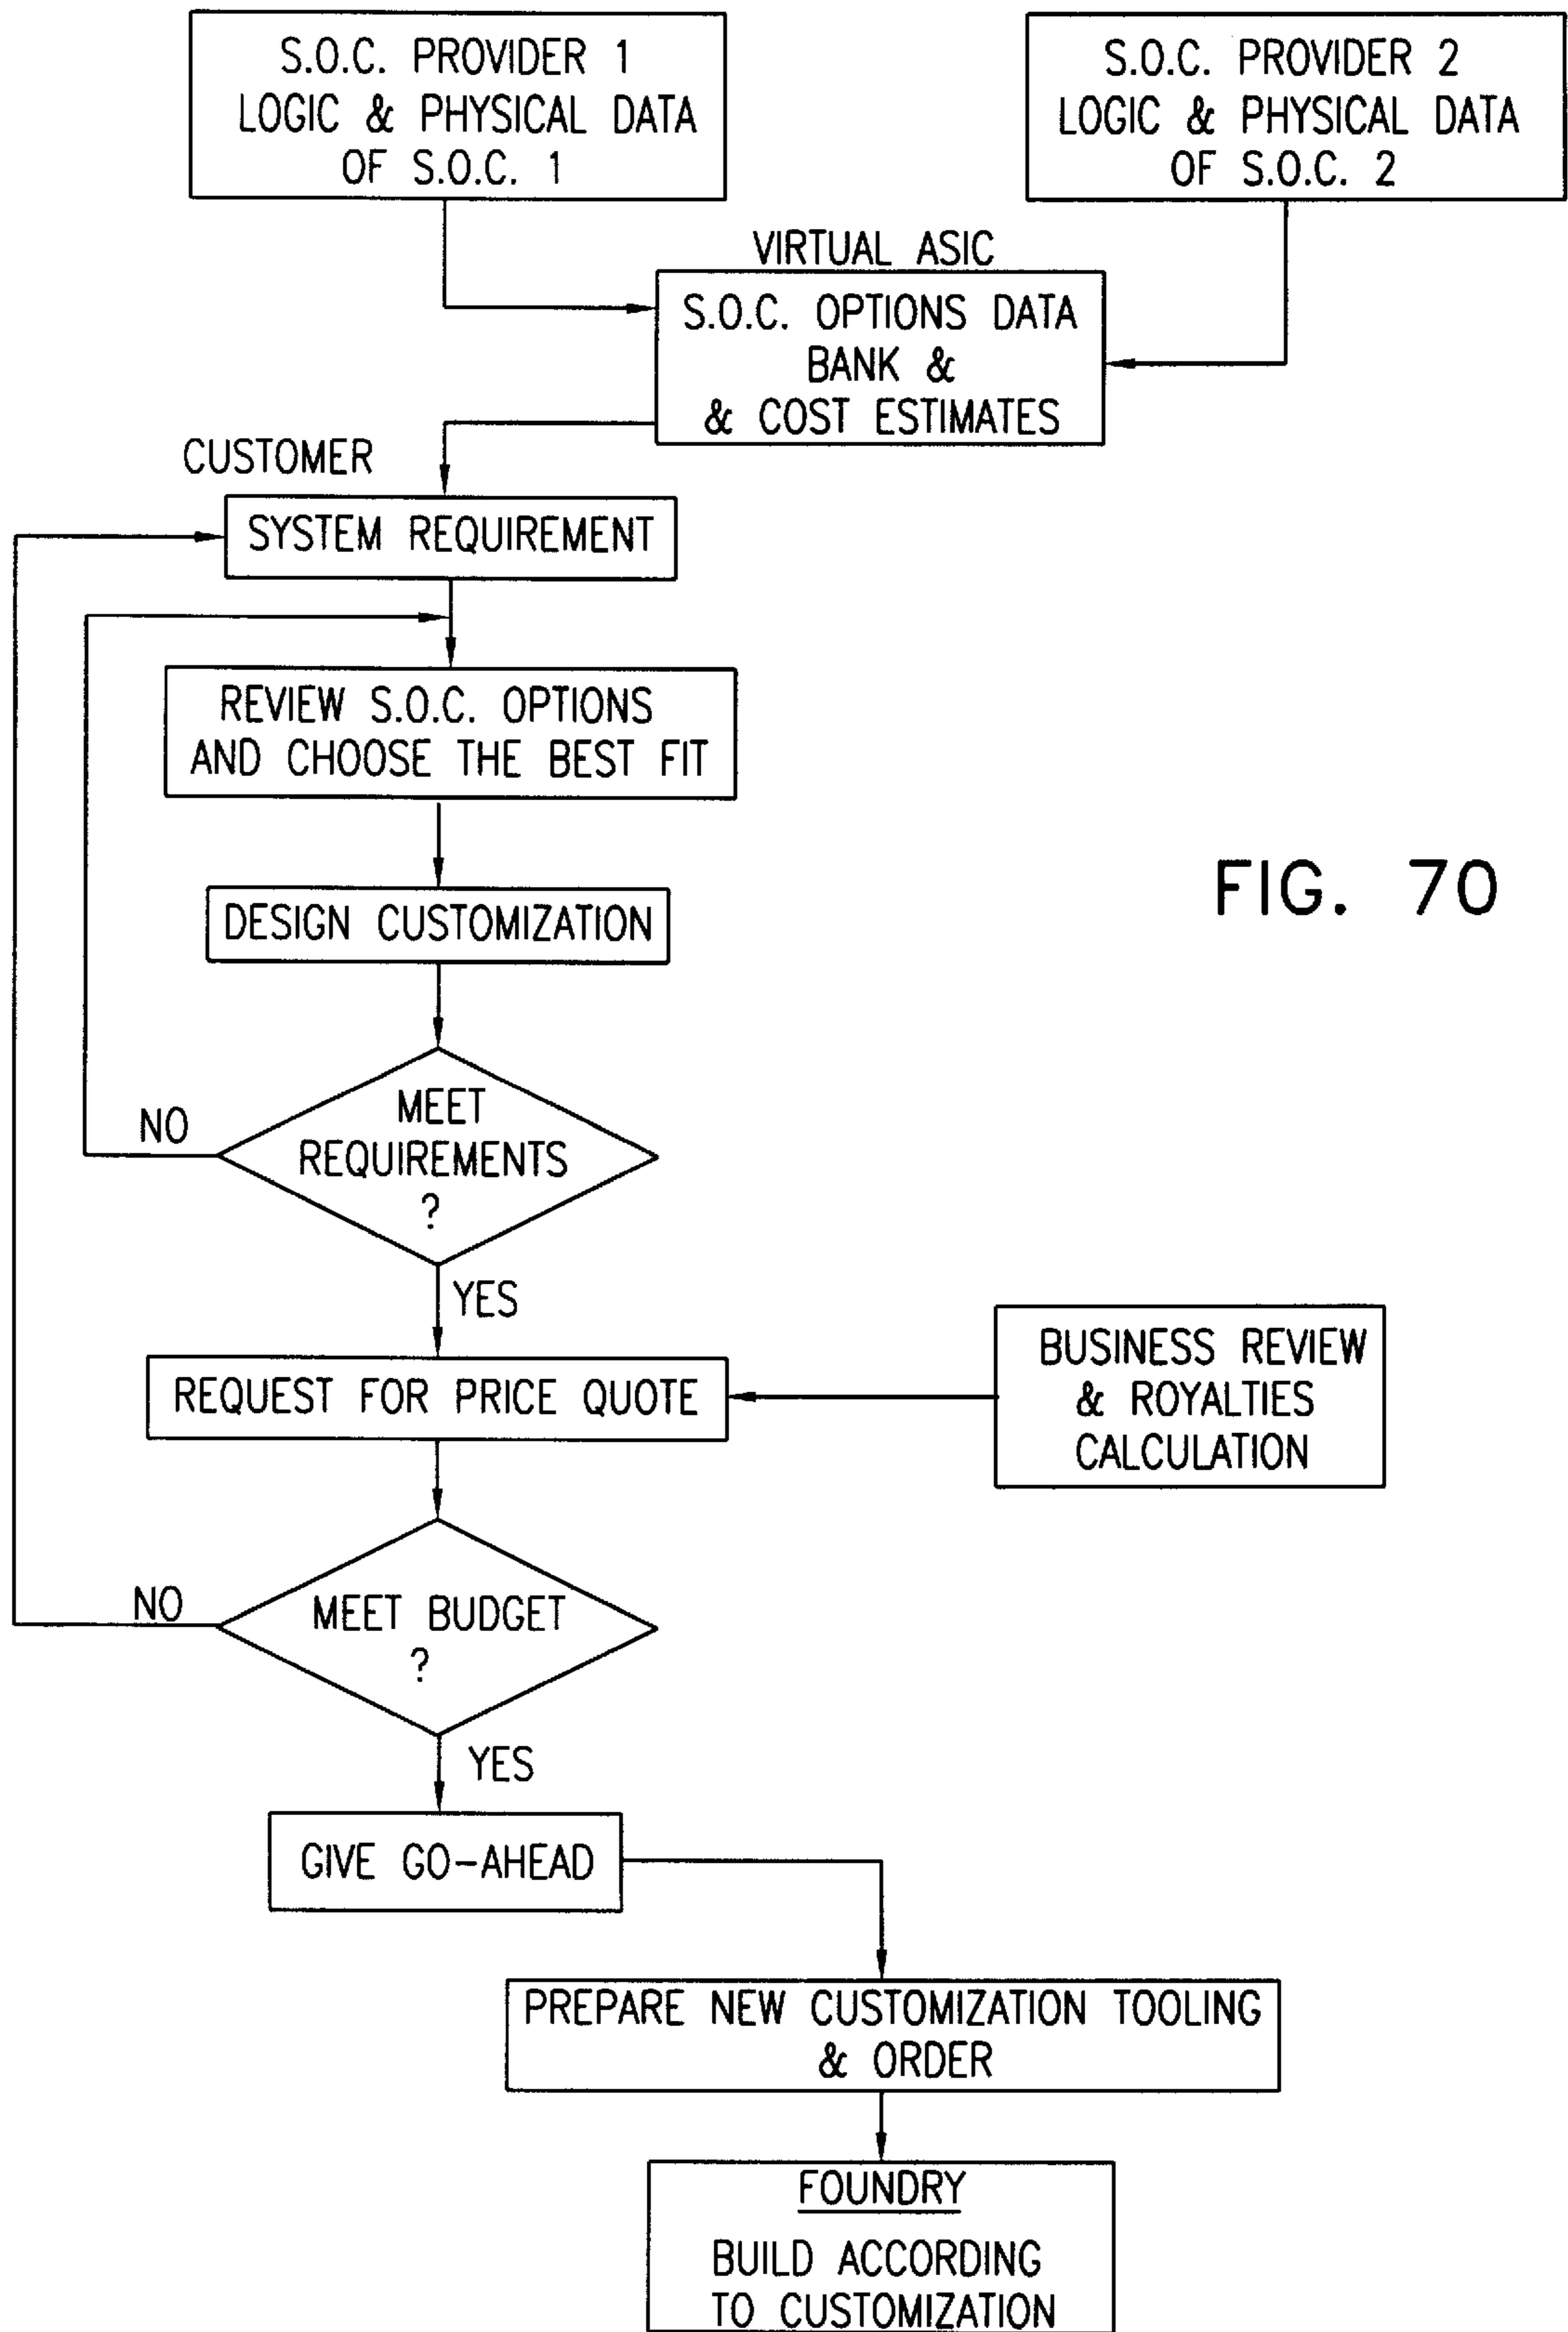 S.O.C. PROVIDER 1
LOGIC & PHYSICAL DATA
OF S.O.C. 1
S.O.C. PROVIDER 2
LOGIC & PHYSICAL DATA
OF S.O.C. 2
VIRTUAL ASIC
S.O.C. OPTIONS DATA
BANK &
& COST ESTIMATES
CUSTOMER
SYSTEM REQUIREMENT
REVIEW S.O.C. OPTIONS
AND CHOOSE THE BEST FIT
DESIGN CUSTOMIZATION
FIG. 70
MEET
REQUIREMENTS
?
NO
YES
REQUEST FOR PRICE QUOTE
BUSINESS REVIEW
& ROYALTIES
CALCULATION
MEET BUDGET
?
NO
YES
GIVE GO-AHEAD
PREPARE NEW CUSTOMIZATION TOOLING
& ORDER
FOUNDRY
BUILD ACCORDING
TO CUSTOMIZATION